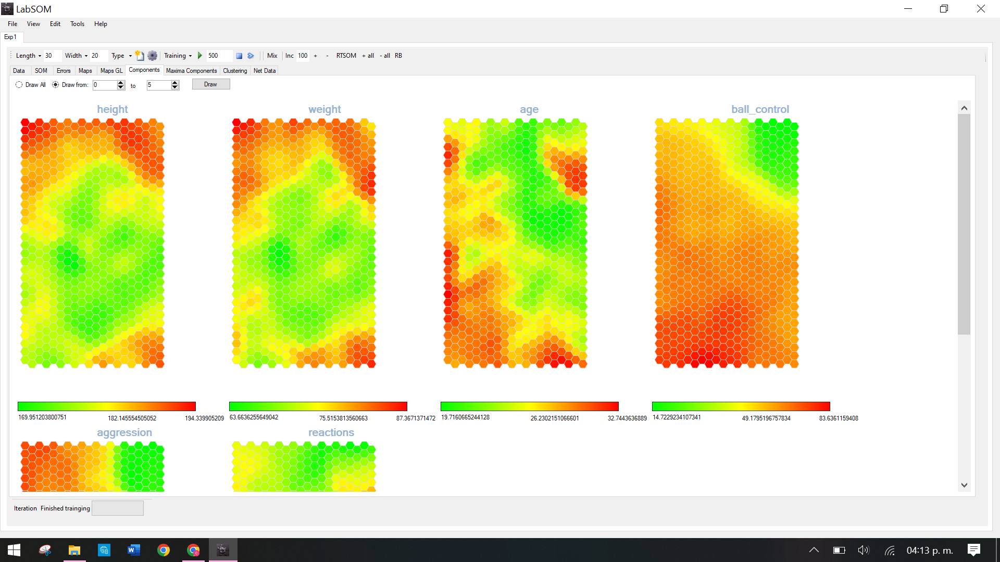 LabSOM
File View Edit Tools Help
Exp1
Length 30 Width 20 Type Training 500 Mix Inc 100 + - RTSOM + all - all RB
Data SOM Errors Maps Maps GL Components Maxima Components Clustering Net Data
Draw All Draw from: 0 to 5 Draw
height weight age ball_control
169.951203800751 182.145554505052 194.339905209 63.6636255649042 75.5153813560663 87.3671371472 19.7160665244128 26.2302151066601 32.7443636889 14.7229234107341 49.1795196757834 83.6361159408
aggression reactions
Iteration Finished trainging
04:13 p. m.